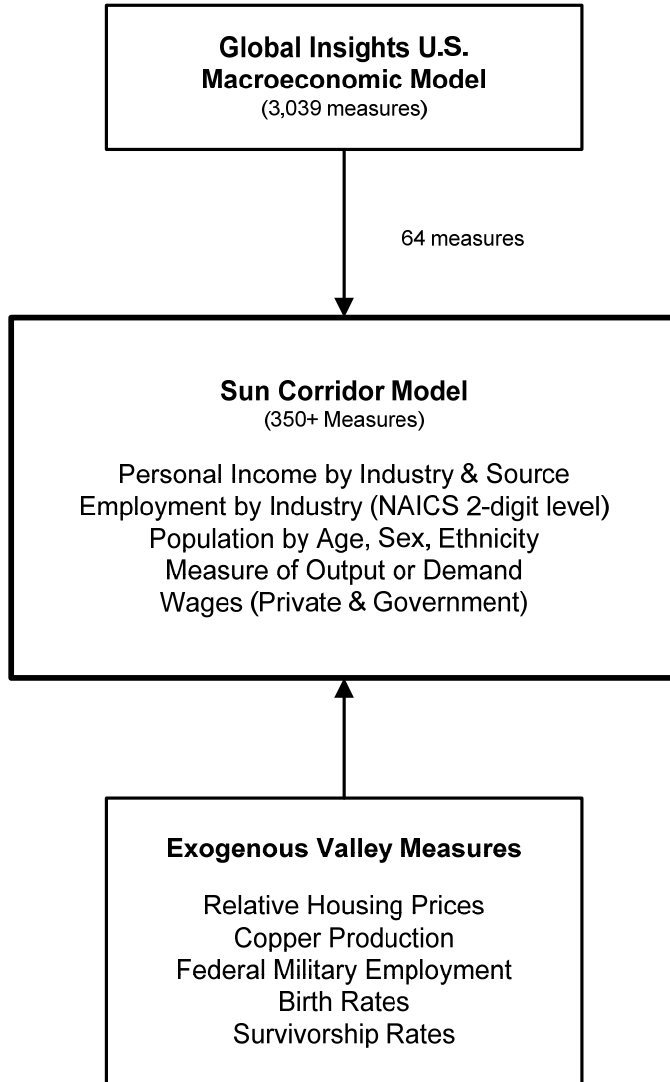 Global Insights U.S.
Macroeconomic Model
(3,039 measures)
64 measures
Sun Corridor Model
(350+ Measures)
Personal Income by Industry & Source
Employment by Industry (NAICS 2-digit level)
Population by Age, Sex, Ethnicity
Measure of Output or Demand
Wages (Private & Government)
Exogenous Valley Measures
Relative Housing Prices
Copper Production
Federal Military Employment
Birth Rates
Survivorship Rates